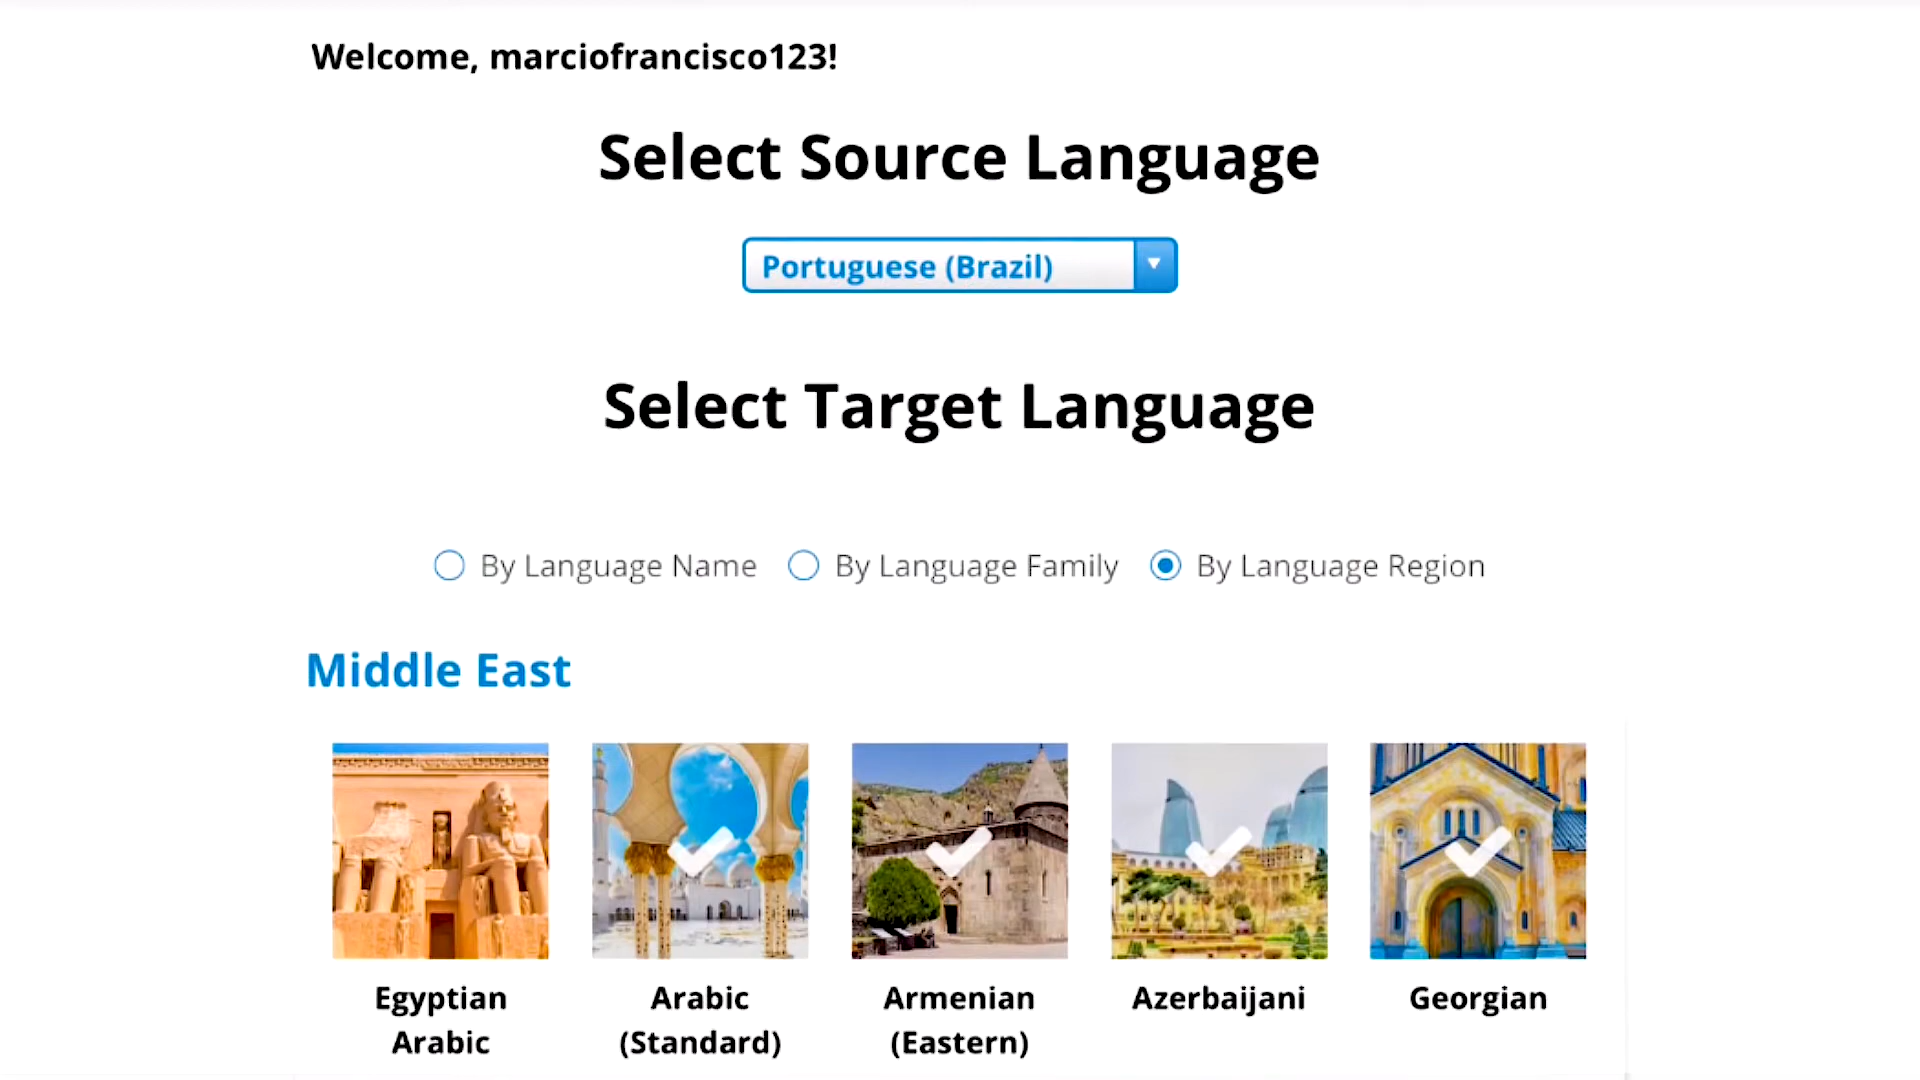 Welcome, marciofrancisco123!
Select Source Language
Portuguese (Brazil)
Select Target Language
By Language Name By Language Family By Language Region
Middle East
Egyptian Arabic
Arabic (Standard)
Armenian (Eastern)
Azerbaijani
Georgian